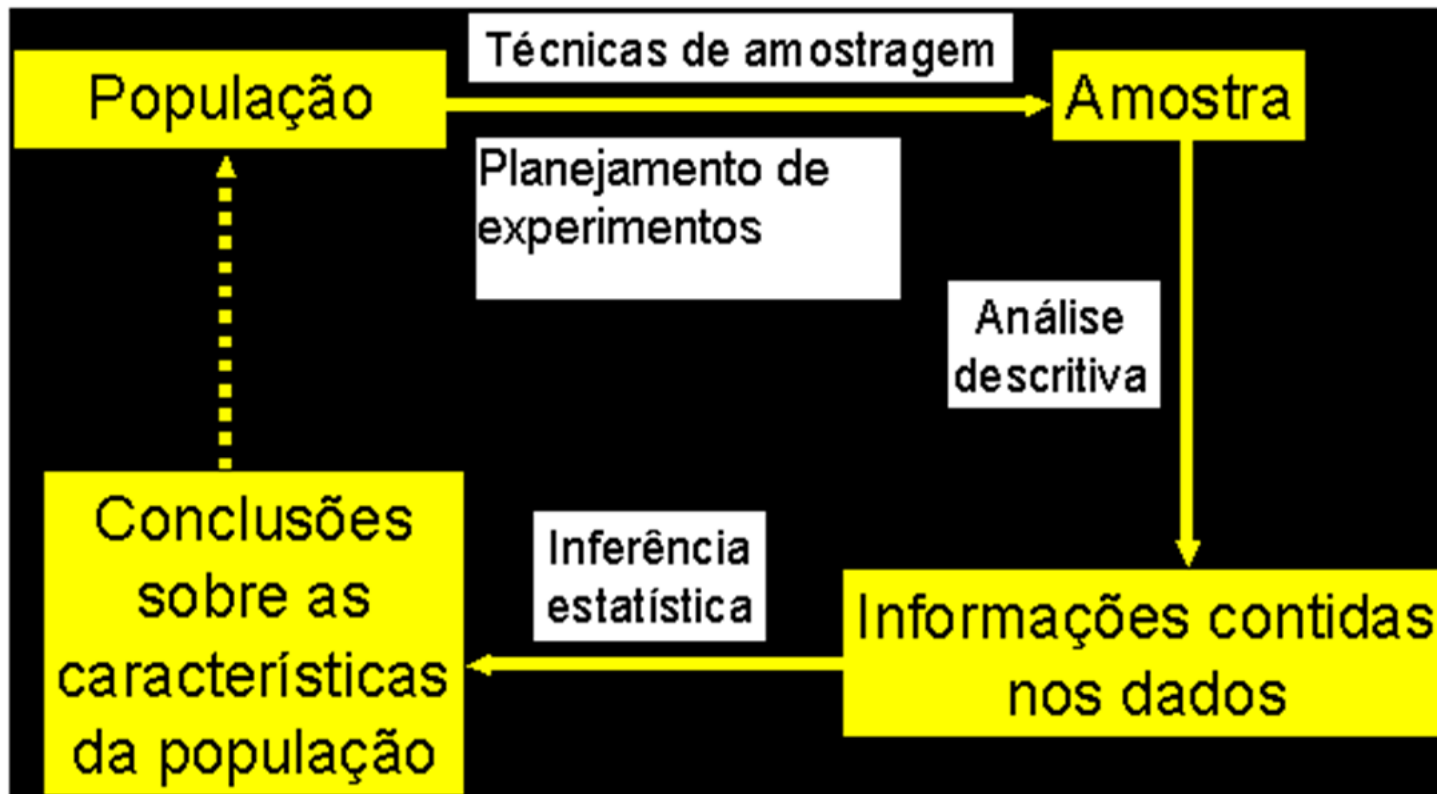 População
Técnicas de amostragem
Amostra
Planejamento de
experimentos
Análise
descritiva
Informações contidas
nos dados
Inferência
estatística
Conclusões
sobre as
características
da população